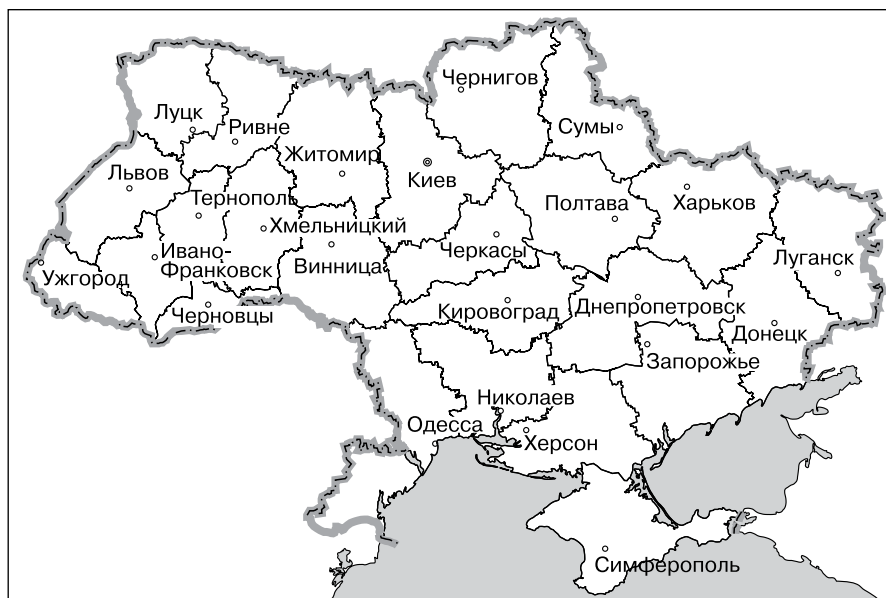 Чернигов
Луцк
Ривне
Сумы
Житомир
Львов
Киев
Тернополь
Полтава
Харьков
Хмельницкий
Черкасы
Ивано-
Франковск
Винница
Луганск
Ужгород
Черновцы
Кировоград
Днепропетровск
Донецк
Запорожье
Николаев
Одесса
Херсон
Симферополь